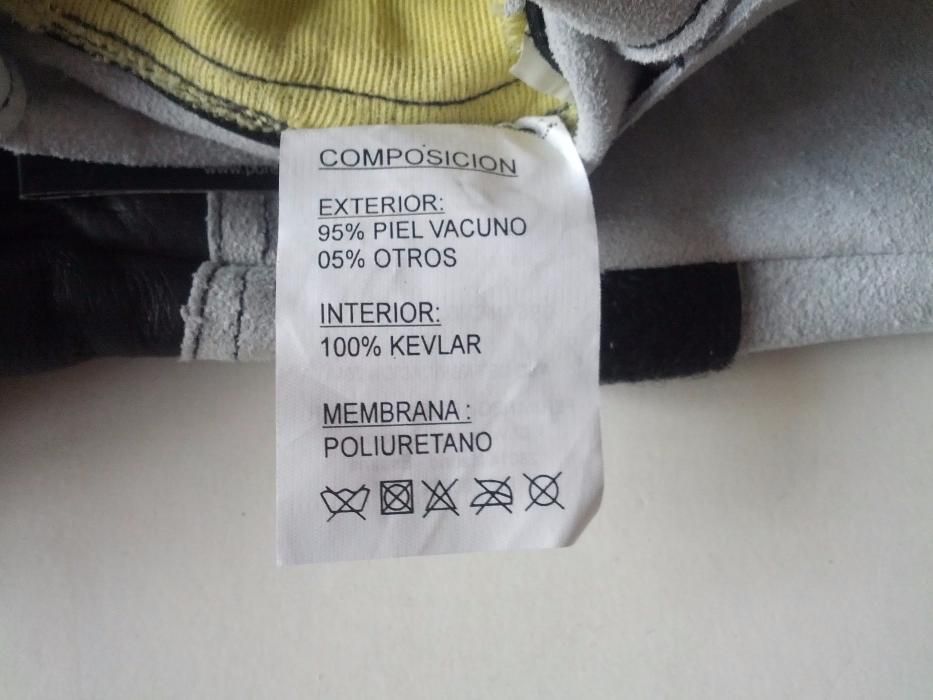 COMPOSICION
EXTERIOR:
95% PIEL VACUNO
05% OTROS
INTERIOR:
100% KEVLAR
MEMBRANA :
POLIURETANO